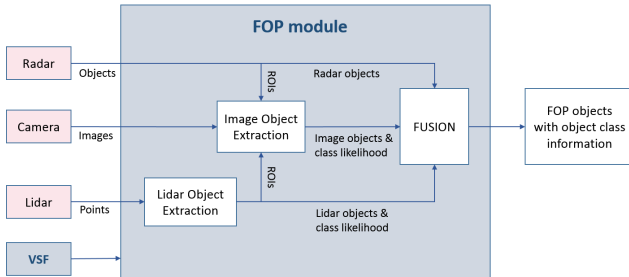 FOP module
Radar
Objects
ROIs
Radar objects
Camera
Images
Image Object
Extraction
Image objects &
class likelihood
FUSION
FOP objects
with object class
information
ROIs
Lidar
Points
Lidar Object
Extraction
Lidar objects &
class likelihood
VSF